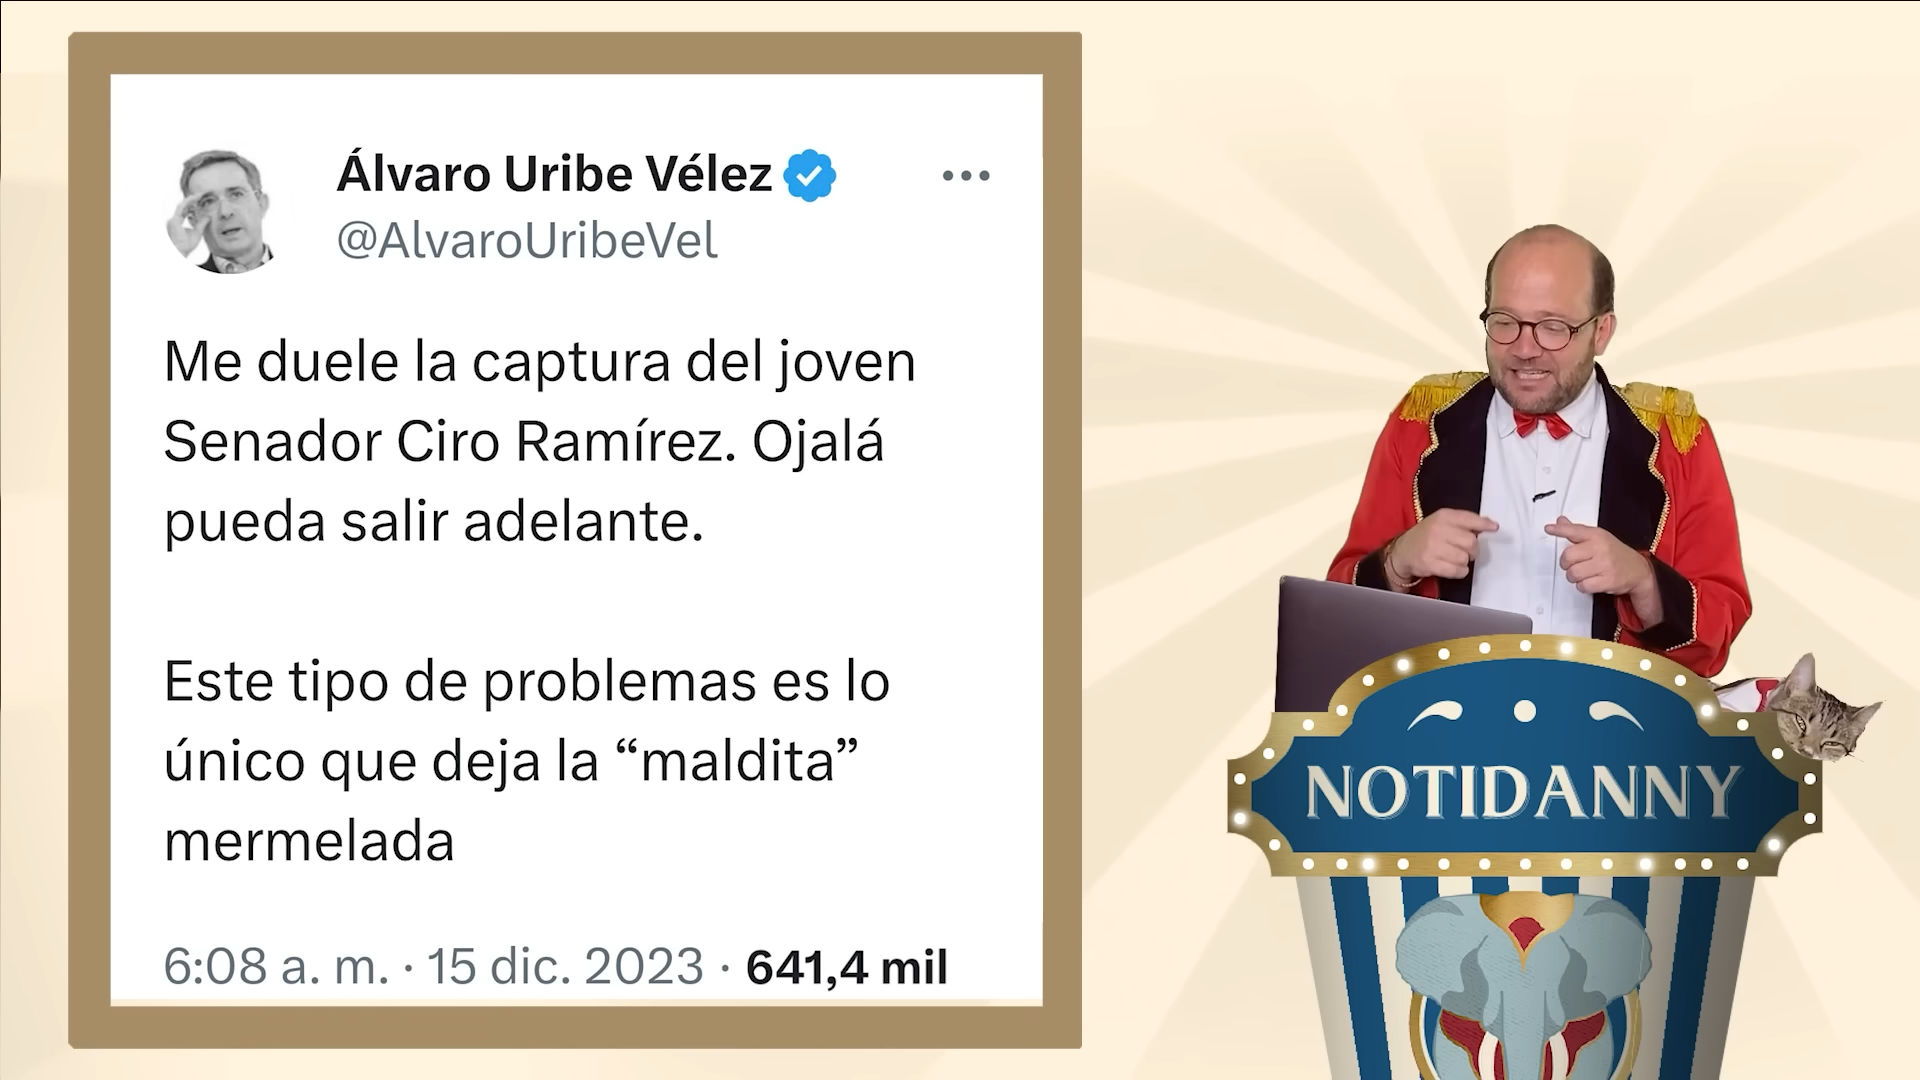 Álvaro Uribe Vélez
@AlvaroUribeVel
Me duele la captura del joven
Senador Ciro Ramírez. Ojalá
pueda salir adelante.
Este tipo de problemas es lo
único que deja la “maldita”
mermelada
6:08 a. m. · 15 dic. 2023 · 641,4 mil
NOTIDANNY